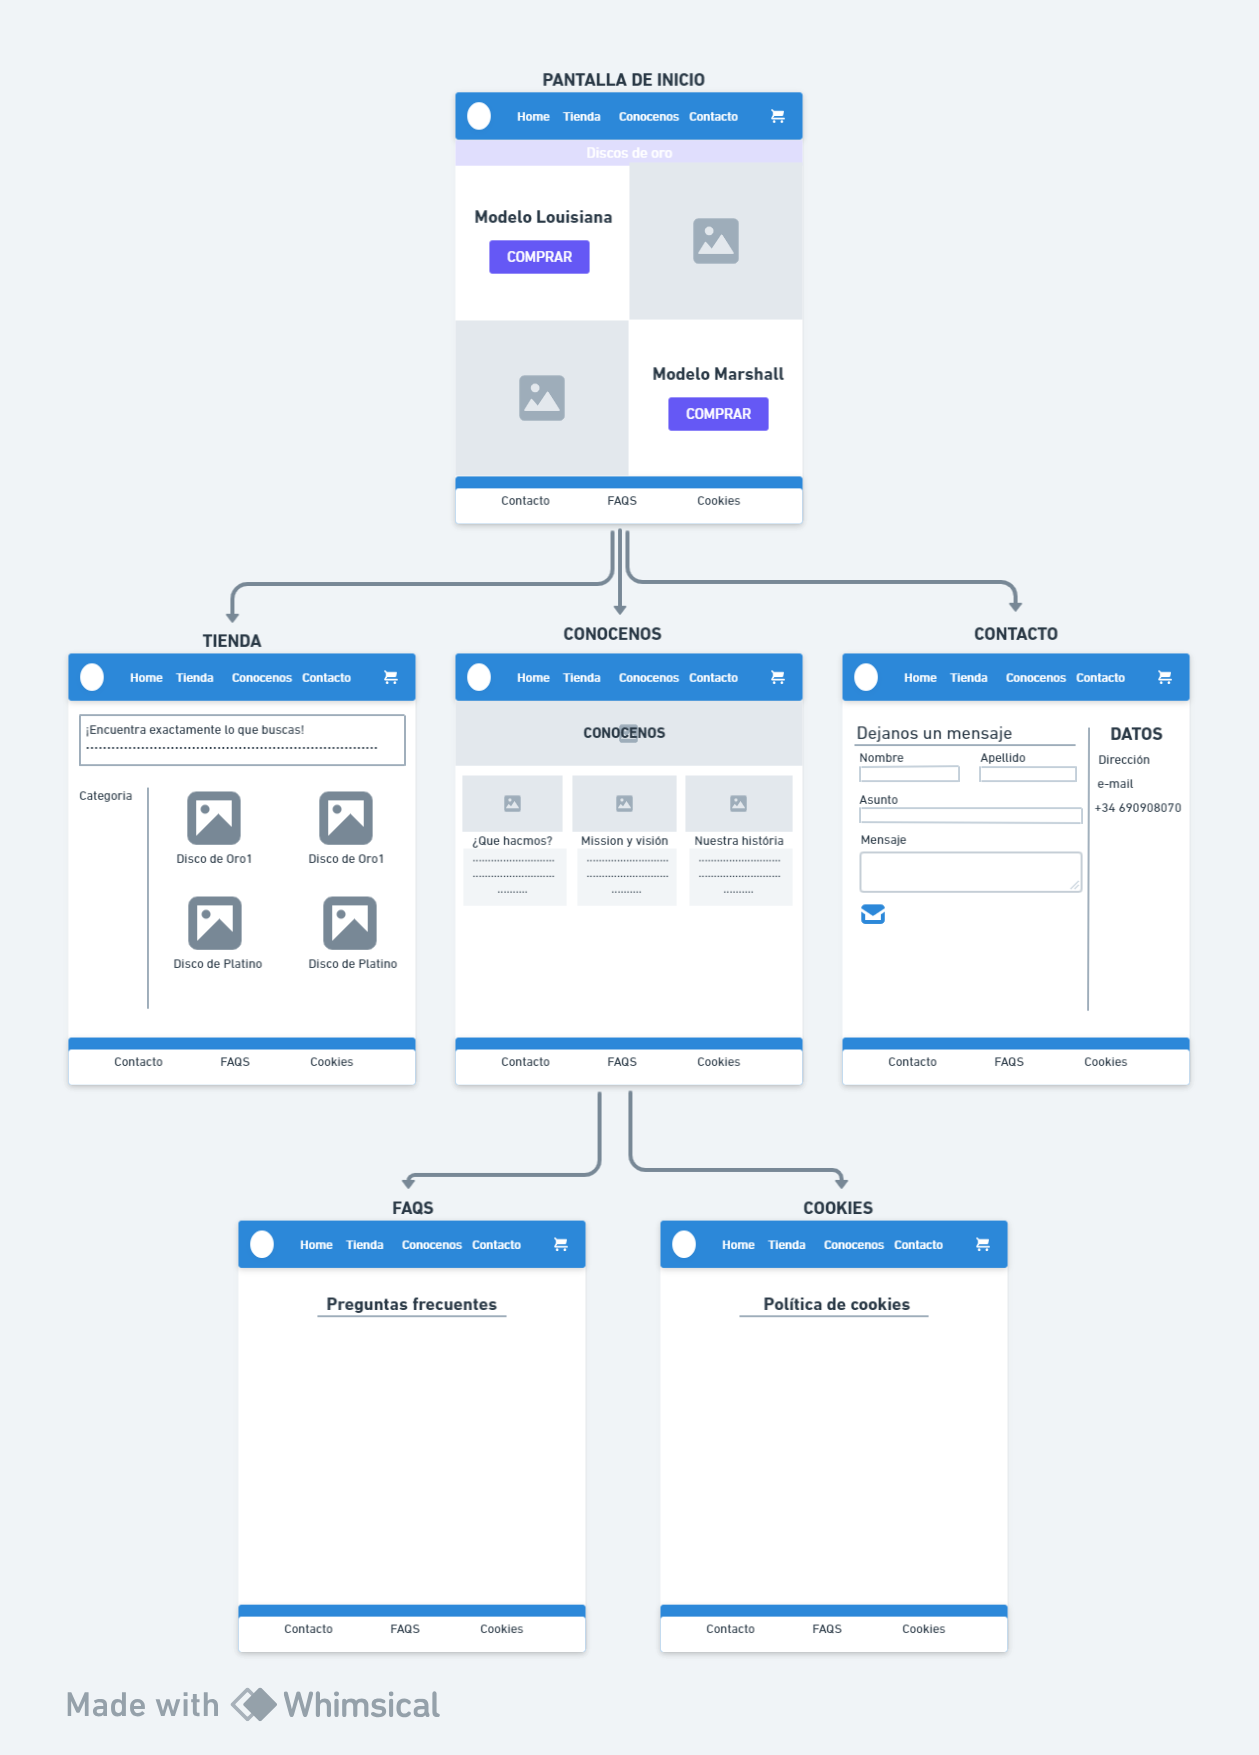 PANTALLA DE INICIO
Home Tienda Conocenos Contacto
Discos de oro
Modelo Louisiana
COMPRAR
Modelo Marshall
COMPRAR
Contacto FAQS Cookies
TIENDA
Home Tienda Conocenos Contacto
¡Encuentra exactamente lo que buscas!
Categoria
Disco de Oro1 Disco de Oro1
Disco de Platino Disco de Platino
Contacto FAQS Cookies
CONOCENOS
Home Tienda Conocenos Contacto
CONOCENOS
¿Que hacmos? Mission y visión Nuestra história
Contacto FAQS Cookies
CONTACTO
Home Tienda Conocenos Contacto
Dejanos un mensaje
Nombre Apellido
Asunto
Mensaje
DATOS
Dirección
e-mail
+34 690908070
Contacto FAQS Cookies
FAQS
Home Tienda Conocenos Contacto
Preguntas frecuentes
Contacto FAQS Cookies
COOKIES
Home Tienda Conocenos Contacto
Política de cookies
Contacto FAQS Cookies
Made with Whimsical